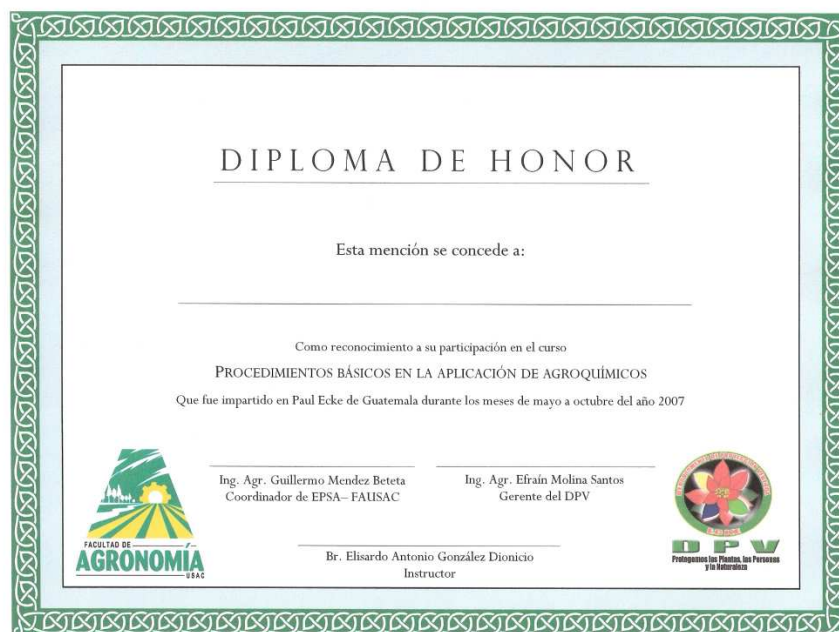 DIPLOMA DE HONOR
Esta mención se concede a:
Como reconocimiento a su participación en el curso
PROCEDIMIENTOS BÁSICOS EN LA APLICACIÓN DE AGROQUÍMICOS
Que fue impartido en Paul Ecke de Guatemala durante los meses de mayo a octubre del año 2007
Ing. Agr. Guillermo Mendez Beteta
Coordinador de EPSA– FAUSAC
Ing. Agr. Efraín Molina Santos
Gerente del DPV
Br. Elisardo Antonio González Dionicio
Instructor
FACULTAD DE
AGRONOMÍA
USAC
DPV
Protegemos las Plantas, las Personas
y la Naturaleza